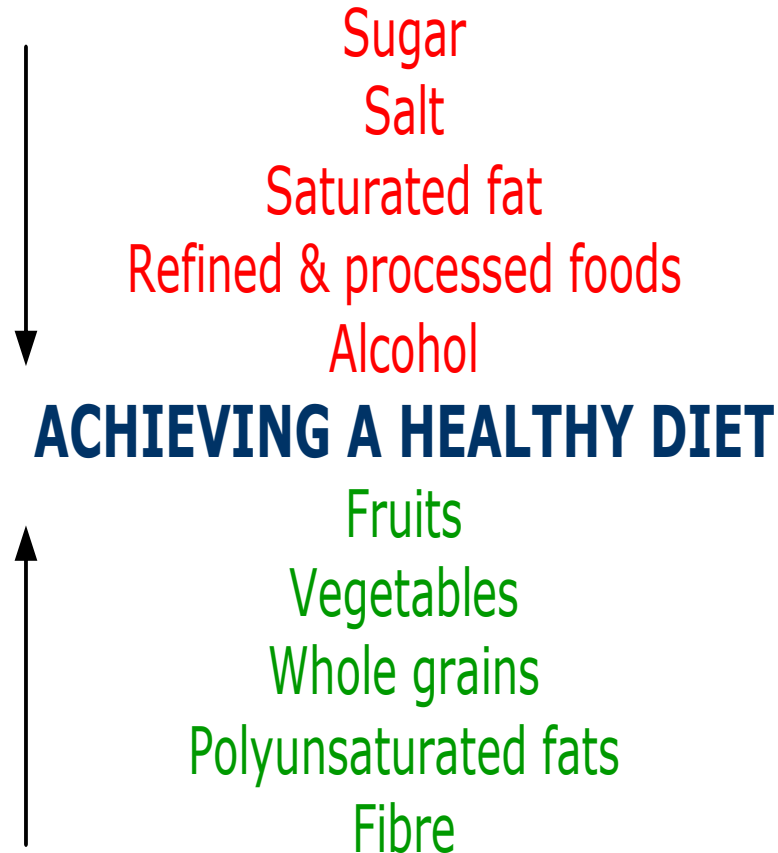 Sugar
Salt
Saturated fat
Refined & processed foods
Alcohol
ACHIEVING A HEALTHY DIET
Fruits
Vegetables
Whole grains
Polyunsaturated fats
Fibre